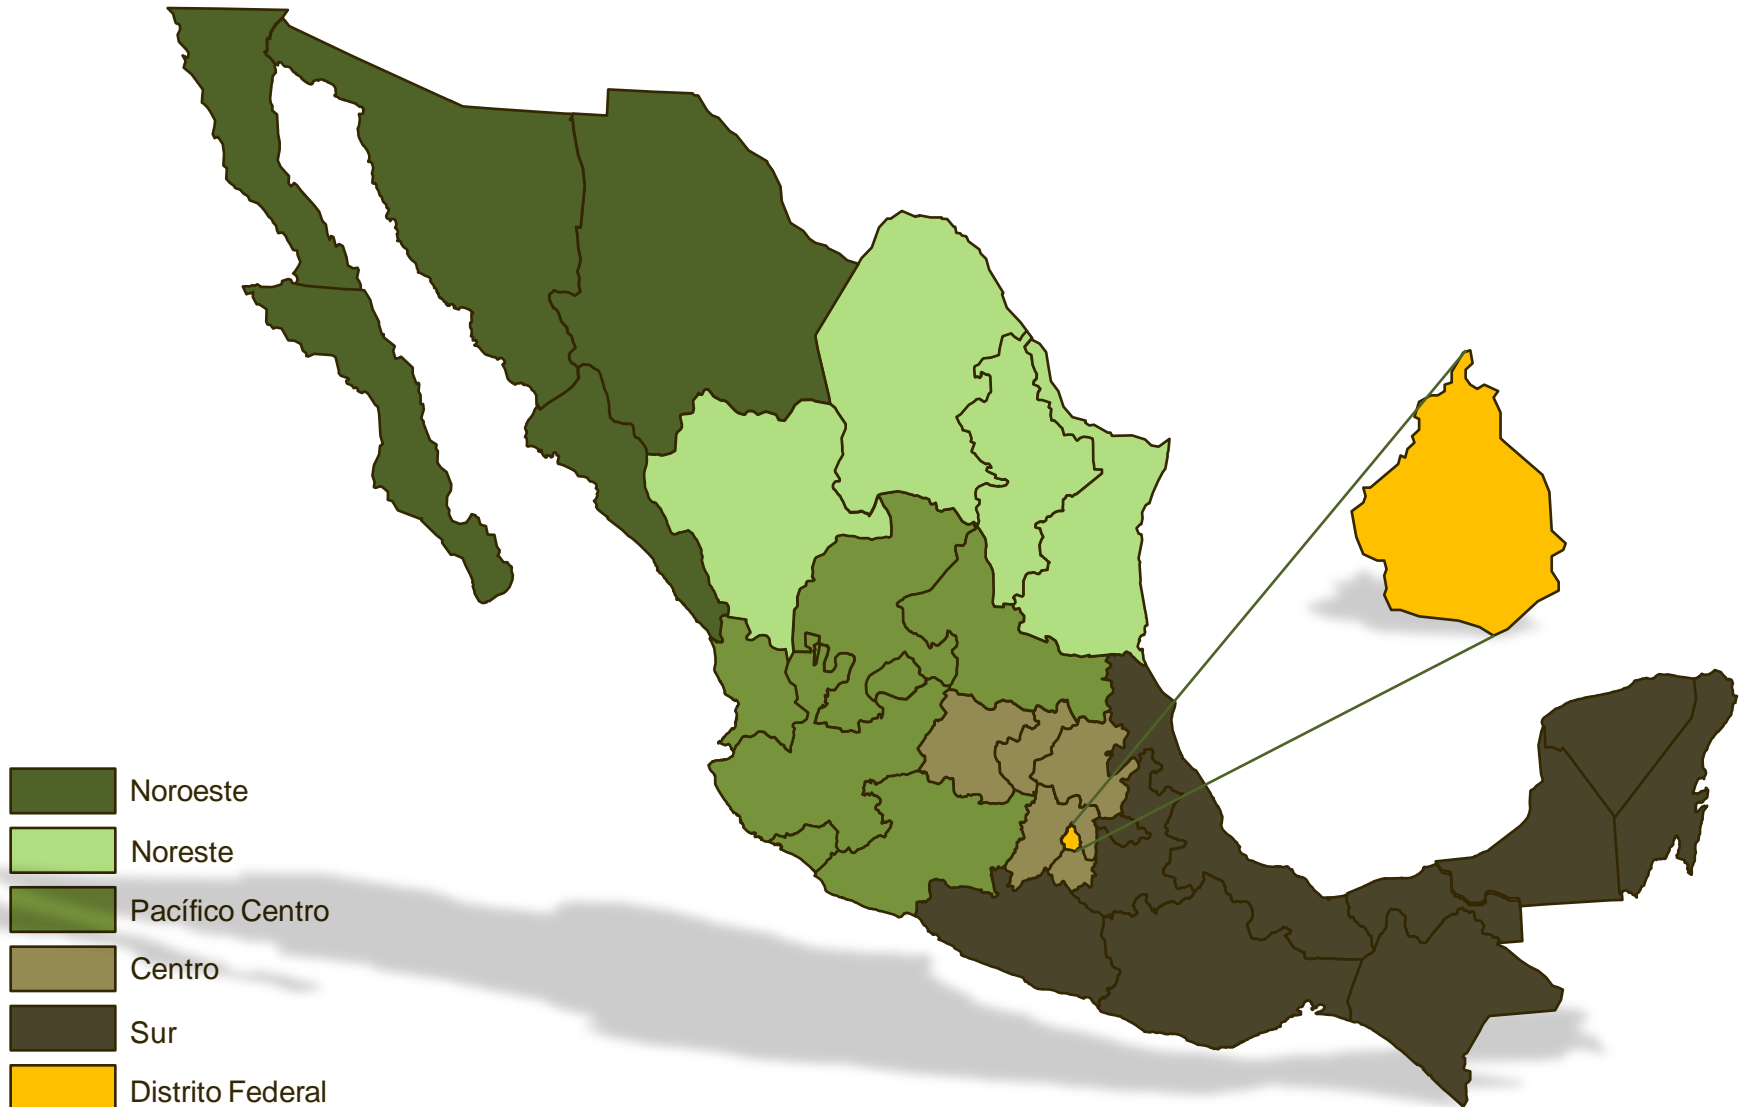 Noroeste
Noreste
Pacífico Centro
Centro
Sur
Distrito Federal